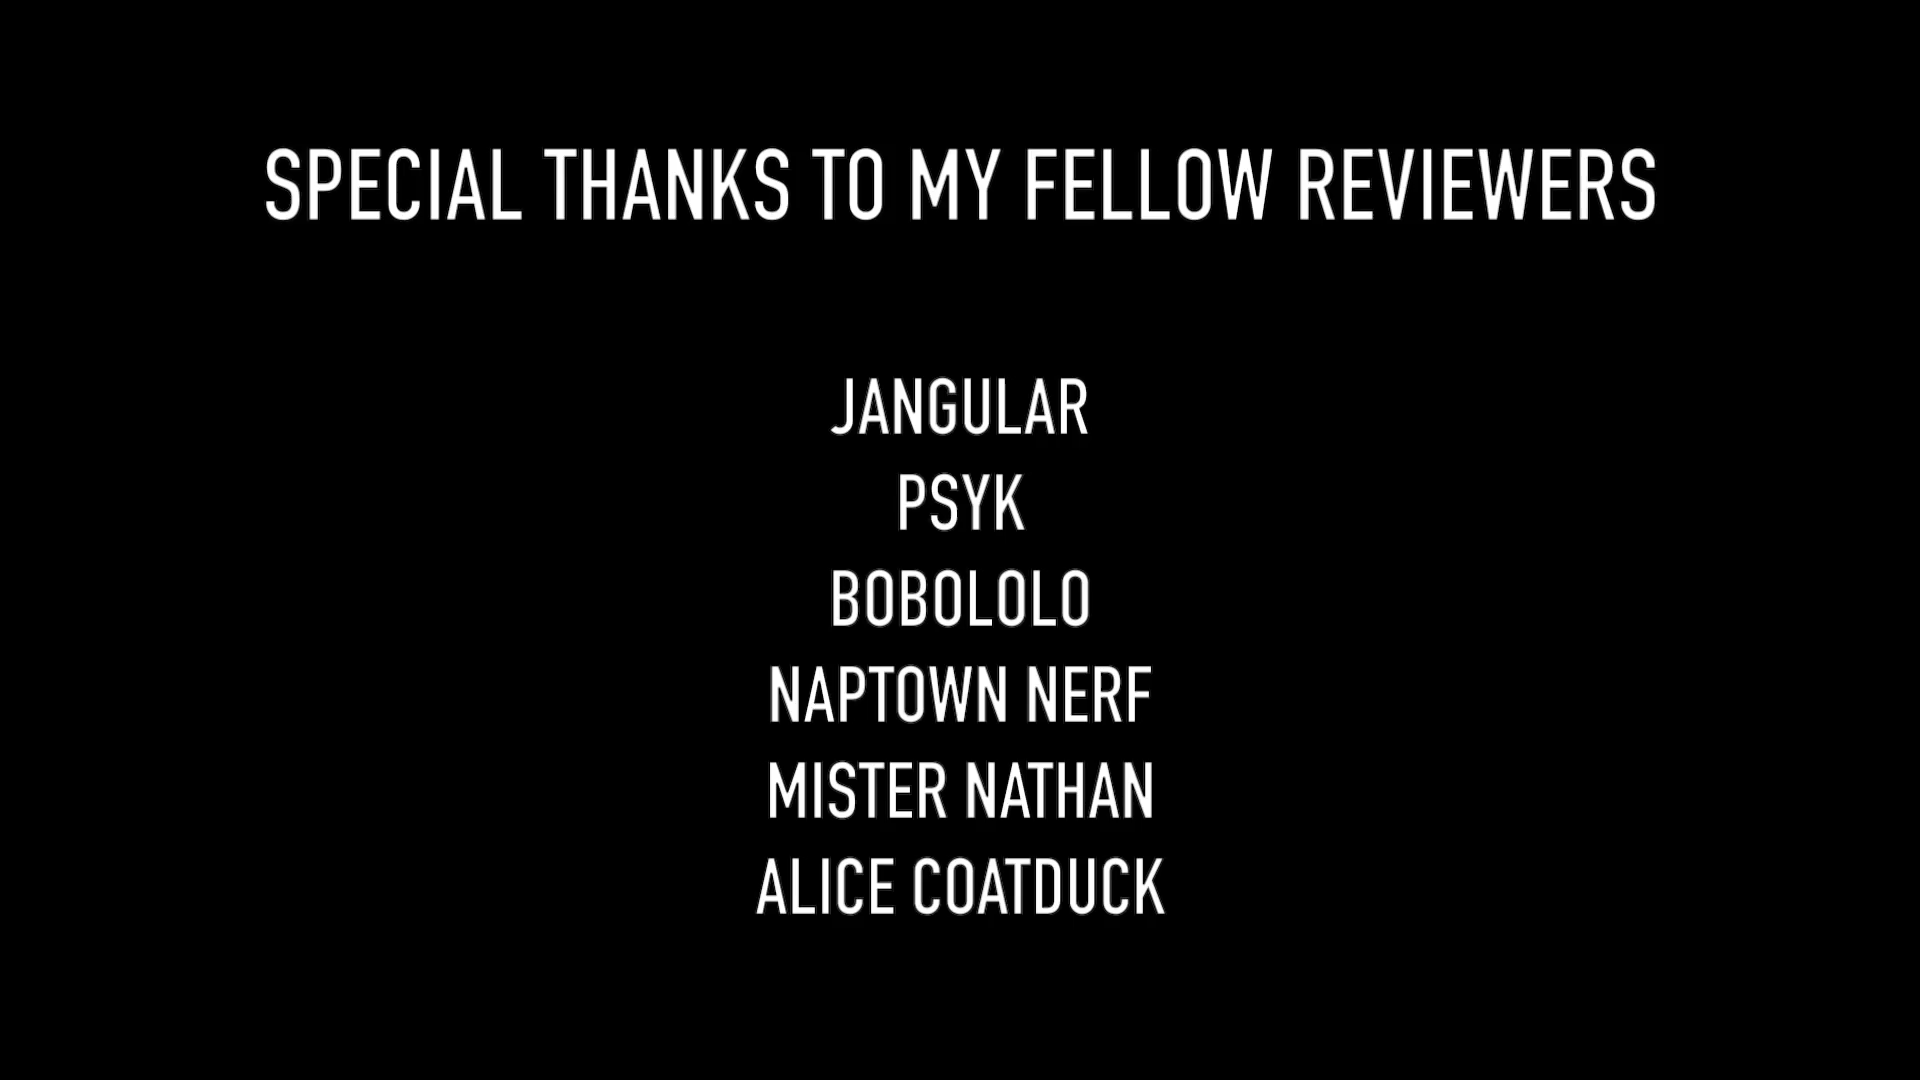 SPECIAL THANKS TO MY FELLOW REVIEWERS
JANGULAR
PSYK
BOBOLOLO
NAPTOWN NERF
MISTER NATHAN
ALICE COATDUCK